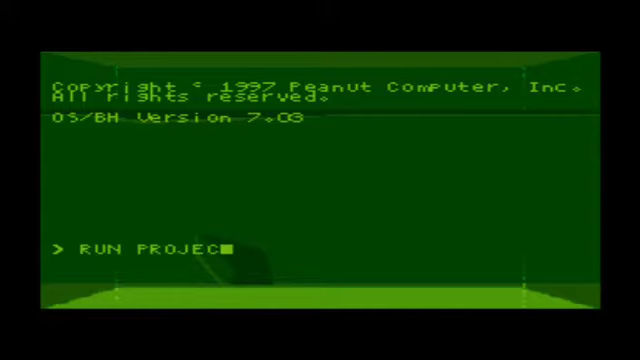 Copyright c 1997 Peanut Computer, Inc.
All rights reserved.
OS/BH Version 7.03
> RUN PROJEC